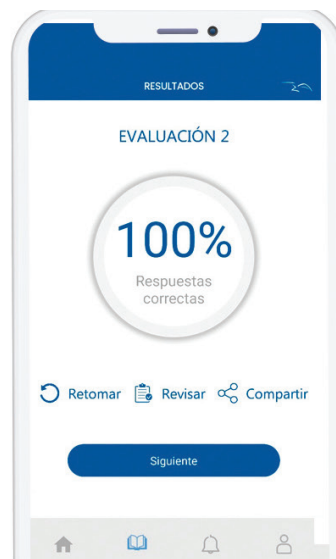 RESULTADOS
EVALUACIÓN 2
100%
Respuestas
correctas
Retomar Revisar Compartir
Siguiente